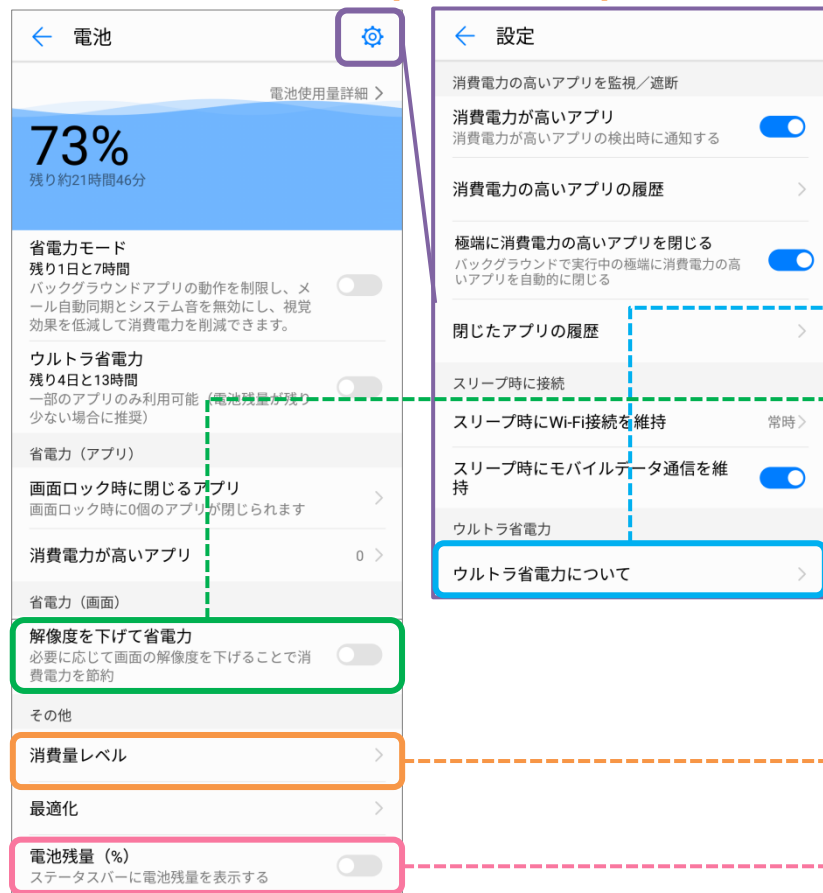 電池
電池使用量詳細
73%
残り約21時間46分
省電力モード
残り1日と7時間
バックグラウンドアプリの動作を制限し、メ
ール自動同期とシステム音を無効にし、視覚
効果を低減して消費電力を削減できます。
ウルトラ省電力
残り4日と13時間
一部のアプリのみ利用可能（電池残量が残り
少ない場合に推奨）
省電力（アプリ）
画面ロック時に閉じるアプリ
画面ロック時に0個のアプリが閉じられます
消費電力が高いアプリ
0
省電力（画面）
解像度を下げて省電力
必要に応じて画面の解像度を下げることで消
費電力を節約
その他
消費量レベル
最適化
電池残量（%）
ステータスバーに電池残量を表示する
設定
消費電力の高いアプリを監視／遮断
消費電力が高いアプリ
消費電力が高いアプリの検出時に通知する
消費電力の高いアプリの履歴
極端に消費電力の高いアプリを閉じる
バックグラウンドで実行中の極端に消費電力の高
いアプリを自動的に閉じる
閉じたアプリの履歴
スリープ時に接続
スリープ時にWi-Fi接続を維持
常時
スリープ時にモバイルデータ通信を維
持
ウルトラ省電力
ウルトラ省電力について